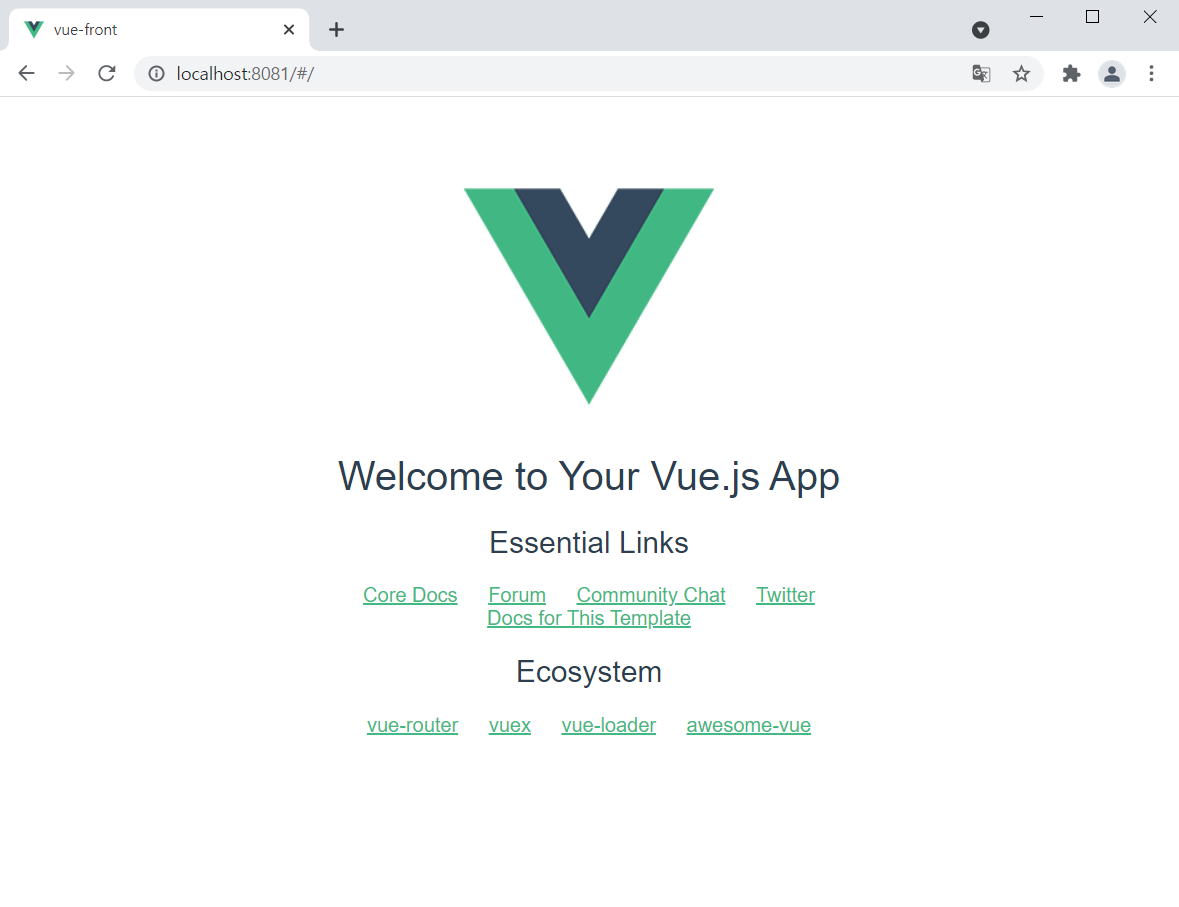 vue-front
localhost:8081/#/
Welcome to Your Vue.js App
Essential Links
Core Docs Forum Community Chat Twitter
Docs for This Template
Ecosystem
vue-router vuex vue-loader awesome-vue